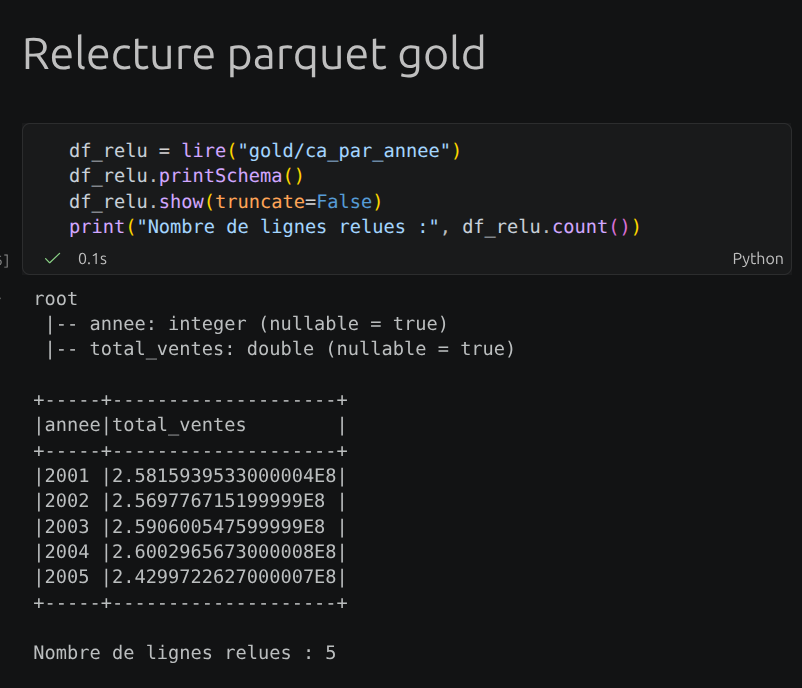 Relecture parquet gold
df_relu = lire("gold/ca_par_annee")
df_relu.printSchema()
df_relu.show(truncate=False)
print("Nombre de lignes relues :", df_relu.count())
0.1s
Python
root
 |-- annee: integer (nullable = true)
 |-- total_ventes: double (nullable = true)
+-----+--------------------+
|annee|total_ventes        |
+-----+--------------------+
|2001 |2.5815939533000004E8|
|2002 |2.569776715199999E8 |
|2003 |2.590600547599999E8 |
|2004 |2.6002965673000008E8|
|2005 |2.4299722627000007E8|
+-----+--------------------+
Nombre de lignes relues : 5